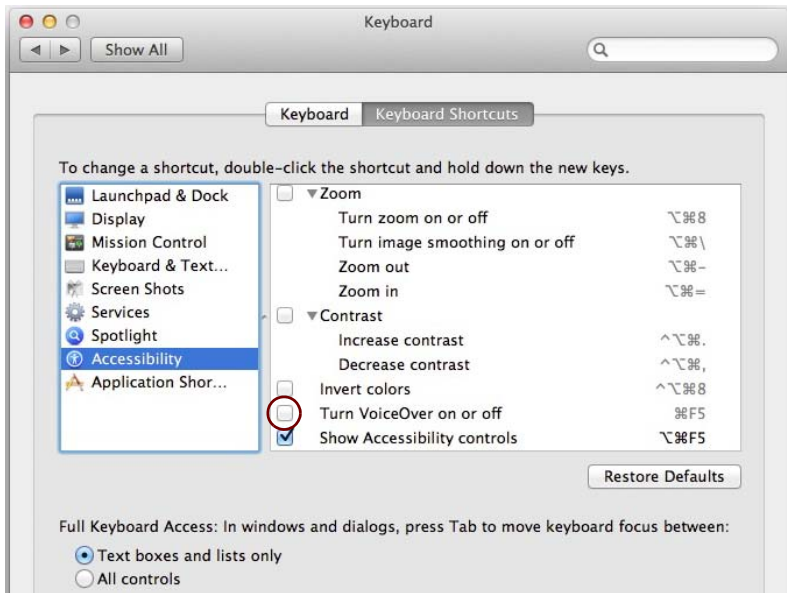 Keyboard
Show All
Keyboard Keyboard Shortcuts
To change a shortcut, double-click the shortcut and hold down the new keys.
Launchpad & Dock
Display
Mission Control
Keyboard & Text...
Screen Shots
Services
Spotlight
Accessibility
Application Shor...
▼Zoom
Turn zoom on or off ⌥⌘8
Turn image smoothing on or off ⌥⌘\
Zoom out ⌥⌘-
Zoom in ⌥⌘=
▼Contrast
Increase contrast ^⌥⌘.
Decrease contrast ^⌥⌘,
Invert colors ^⌥⌘8
Turn VoiceOver on or off ⌘F5
Show Accessibility controls ⌥⌘F5
Restore Defaults
Full Keyboard Access: In windows and dialogs, press Tab to move keyboard focus between:
Text boxes and lists only
All controls